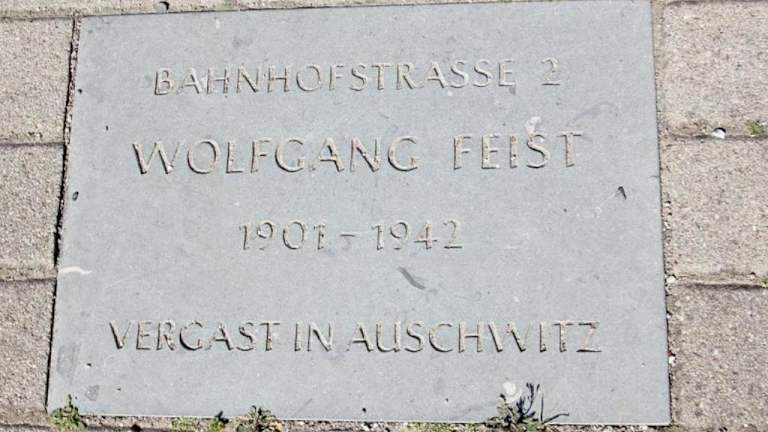 BAHNHOFSTRASSE 2
WOLFGANG FEIST
1901 – 1942
VERGAST IN AUSCHWITZ